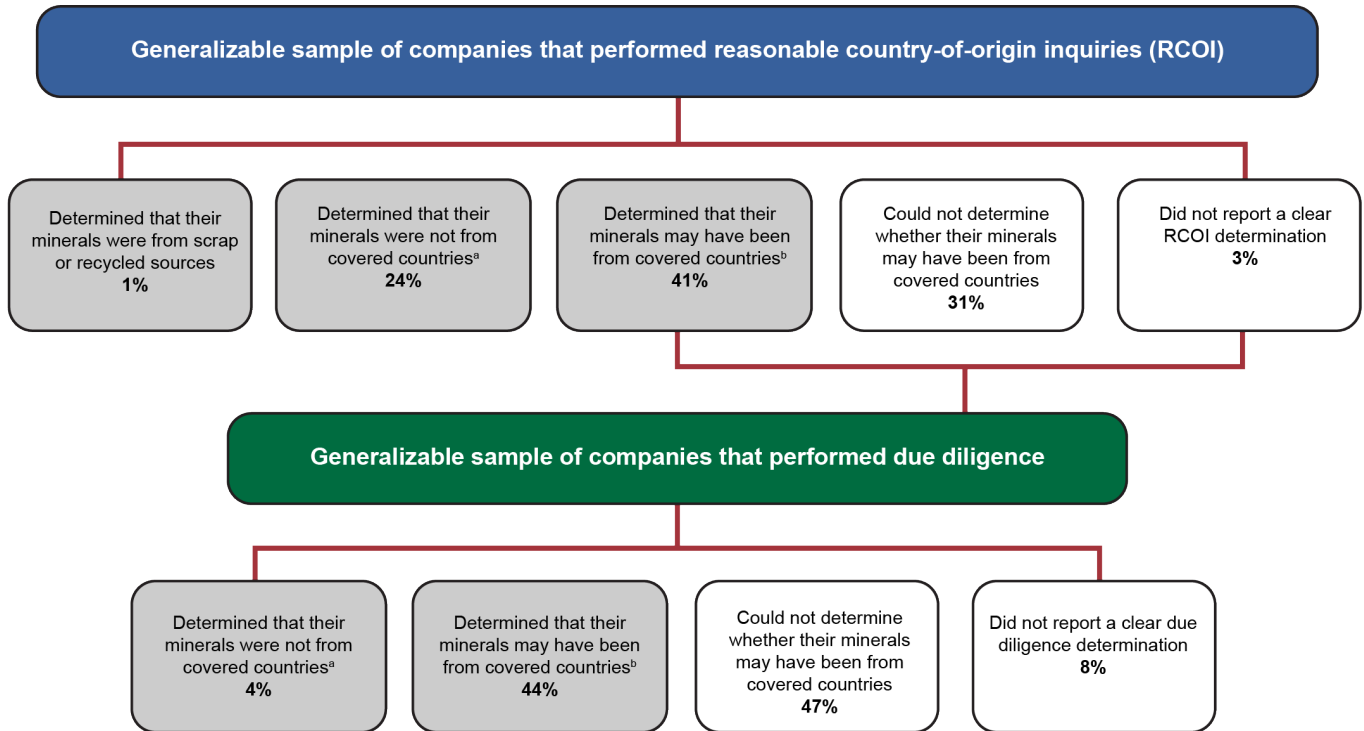 Generalizable sample of companies that performed reasonable country-of-origin inquiries (RCOI)
Determined that their
minerals were from scrap
or recycled sources
1%
Determined that their
minerals were not from
covered countriesᵃ
24%
Determined that their
minerals may have been
from covered countriesᵇ
41%
Could not determine
whether their minerals
may have been from
covered countries
31%
Did not report a clear
RCOI determination
3%
Generalizable sample of companies that performed due diligence
Determined that their
minerals were not from
covered countriesᵃ
4%
Determined that their
minerals may have been
from covered countriesᵇ
44%
Could not determine
whether their minerals
may have been from
covered countries
47%
Did not report a clear due
diligence determination
8%